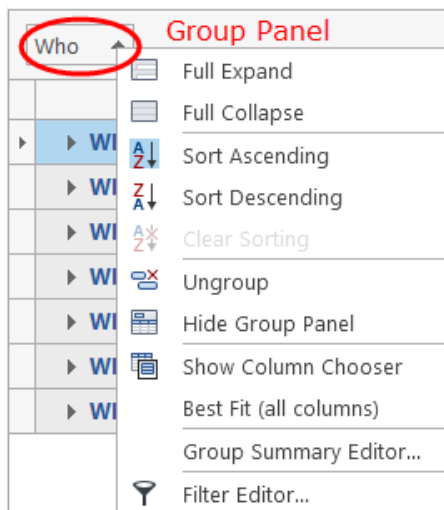 Group Panel
Who
Full Expand
Full Collapse
Sort Ascending
Sort Descending
Clear Sorting
Ungroup
Hide Group Panel
Show Column Chooser
Best Fit (all columns)
Group Summary Editor...
Filter Editor...